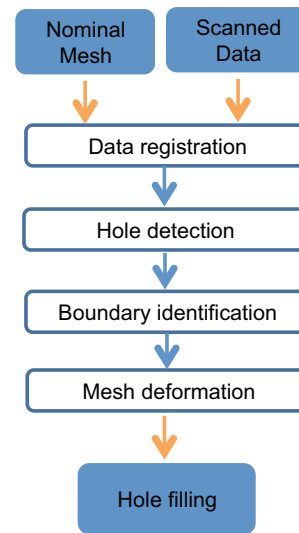 Nominal
Mesh
Scanned
Data
Data registration
Hole detection
Boundary identification
Mesh deformation
Hole filling